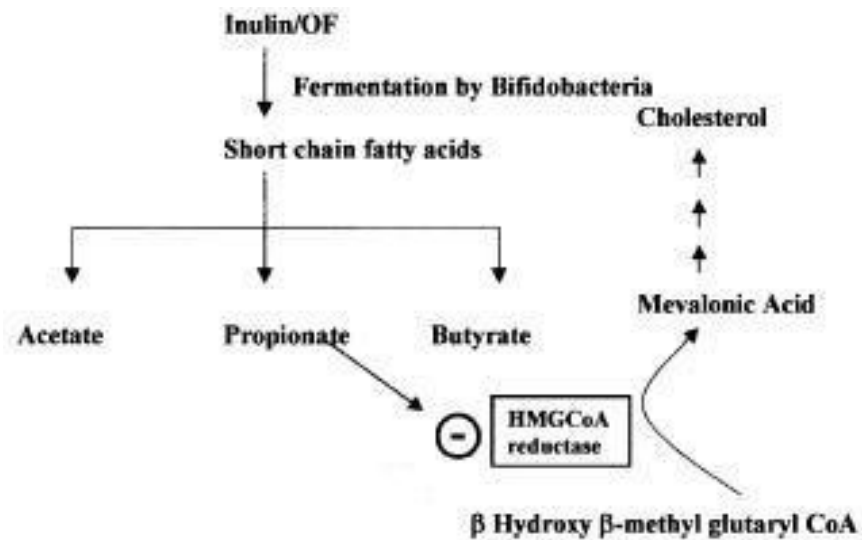 Inulin/OF
Fermentation by Bifidobacteria
Cholesterol
Short chain fatty acids
Mevalonic Acid
Acetate
Propionate
Butyrate
-
HMGCoA
reductase
β Hydroxy β-methyl glutaryl CoA